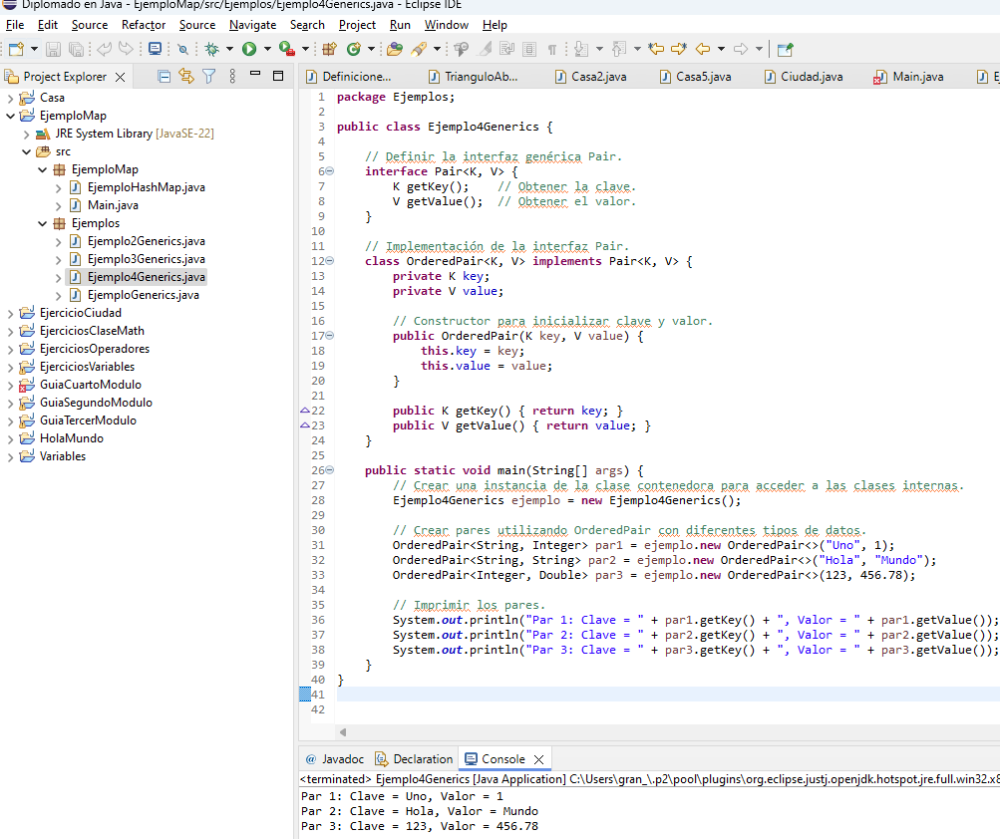 Diplomado en Java - EjemploMap/src/Ejemplos/Ejemplo4Generics.java - Eclipse IDE
File Edit Source Refactor Source Navigate Search Project Run Window Help
Project Explorer
Casa
EjemploMap
JRE System Library [JavaSE-22]
src
EjemploMap
EjemploHashMap.java
Main.java
Ejemplos
Ejemplo2Generics.java
Ejemplo3Generics.java
Ejemplo4Generics.java
EjemploGenerics.java
EjercicioCiudad
EjerciciosClaseMath
EjerciciosOperadores
EjerciciosVariables
GuiaCuartoModulo
GuiaSegundoModulo
GuiaTercerModulo
HolaMundo
Variables
Definicione... TrianguloAb... Casa2.java Casa5.java Ciudad.java Main.java
1 package Ejemplos;
2
3 public class Ejemplo4Generics {
4
5     // Definir la interfaz genérica Pair.
6     interface Pair<K, V> {
7         K getKey();    // Obtener la clave.
8         V getValue();  // Obtener el valor.
9     }
10
11     // Implementación de la interfaz Pair.
12     class OrderedPair<K, V> implements Pair<K, V> {
13         private K key;
14         private V value;
15
16         // Constructor para inicializar clave y valor.
17         public OrderedPair(K key, V value) {
18             this.key = key;
19             this.value = value;
20         }
21
22         public K getKey() { return key; }
23         public V getValue() { return value; }
24     }
25
26     public static void main(String[] args) {
27         // Crear una instancia de la clase contenedora para acceder a las clases internas.
28         Ejemplo4Generics ejemplo = new Ejemplo4Generics();
29
30         // Crear pares utilizando OrderedPair con diferentes tipos de datos.
31         OrderedPair<String, Integer> par1 = ejemplo.new OrderedPair<>("Uno", 1);
32         OrderedPair<String, String> par2 = ejemplo.new OrderedPair<>("Hola", "Mundo");
33         OrderedPair<Integer, Double> par3 = ejemplo.new OrderedPair<>(123, 456.78);
34
35         // Imprimir los pares.
36         System.out.println("Par 1: Clave = " + par1.getKey() + ", Valor = " + par1.getValue());
37         System.out.println("Par 2: Clave = " + par2.getKey() + ", Valor = " + par2.getValue());
38         System.out.println("Par 3: Clave = " + par3.getKey() + ", Valor = " + par3.getValue());
39     }
40 }
41
42
Javadoc Declaration Console
<terminated> Ejemplo4Generics [Java Application] C:\Users\gran_\.p2\pool\plugins\org.eclipse.justj.openjdk.hotspot.jre.full.win32.x8
Par 1: Clave = Uno, Valor = 1
Par 2: Clave = Hola, Valor = Mundo
Par 3: Clave = 123, Valor = 456.78